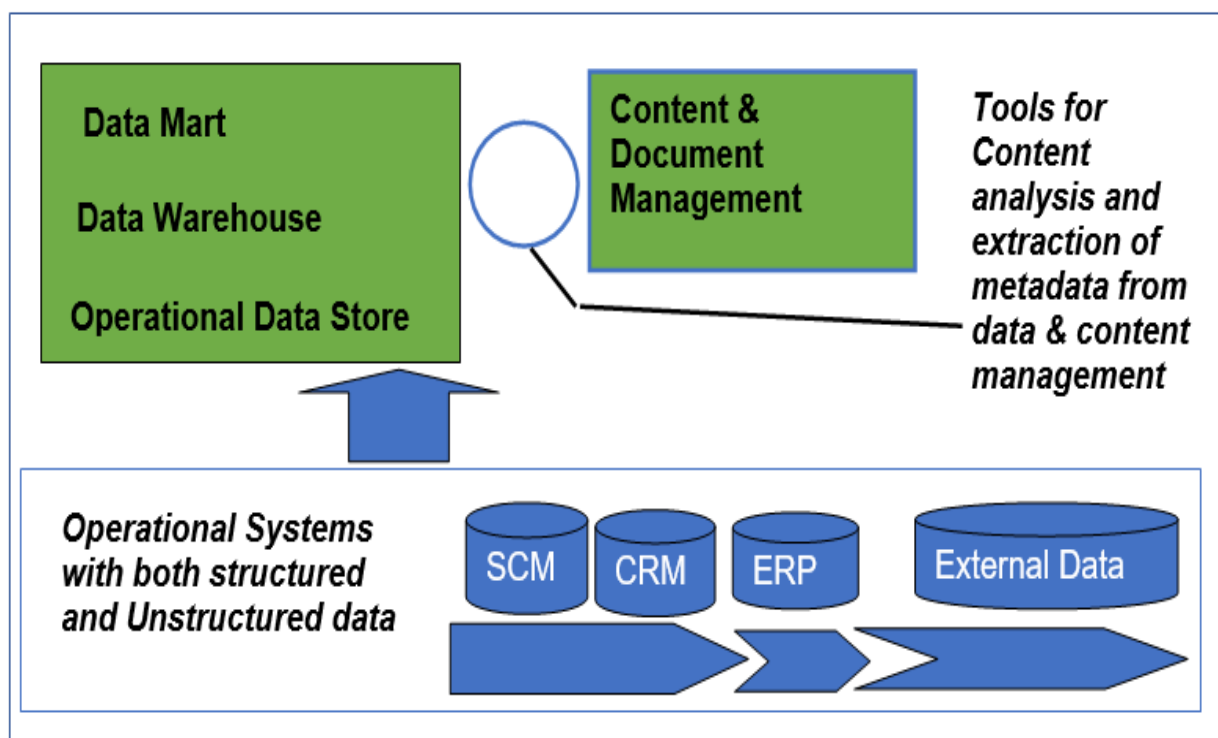 Data Mart
Data Warehouse
Operational Data Store
Content &
Document
Management
Tools for
Content
analysis and
extraction of
metadata from
data & content
management
Operational Systems
with both structured
and Unstructured data
SCM
CRM
ERP
External Data